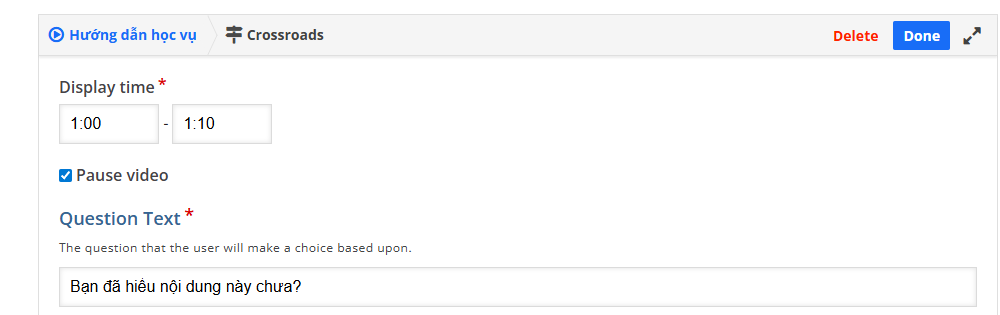 Hướng dẫn học vụ Crossroads Delete Done
Display time *
1:00 - 1:10
Pause video
Question Text *
The question that the user will make a choice based upon.
Bạn đã hiểu nội dung này chưa?